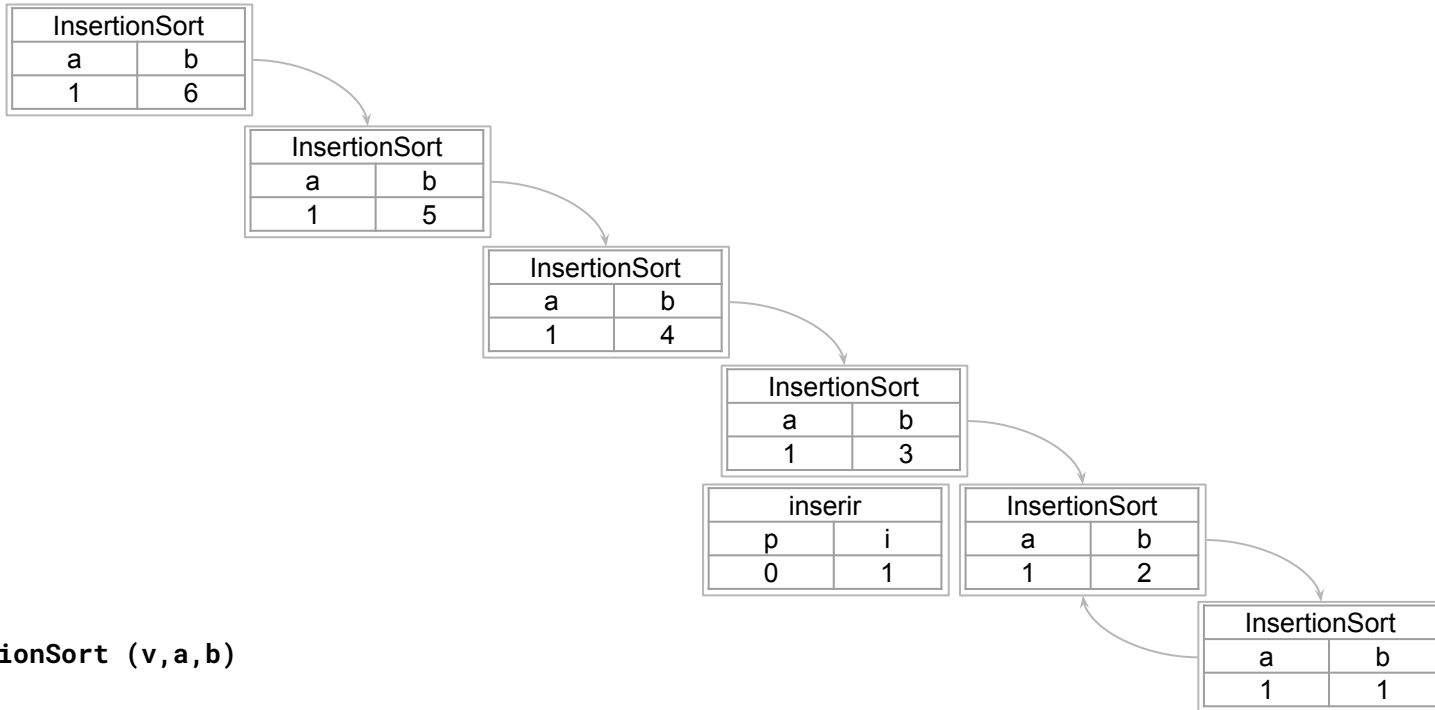 InsertionSort
a b
1 6
InsertionSort
a b
1 5
InsertionSort
a b
1 4
InsertionSort
a b
1 3
inserir
p i
0 1
InsertionSort
a b
1 2
InsertionSort
a b
1 1
ionSort (v,a,b)